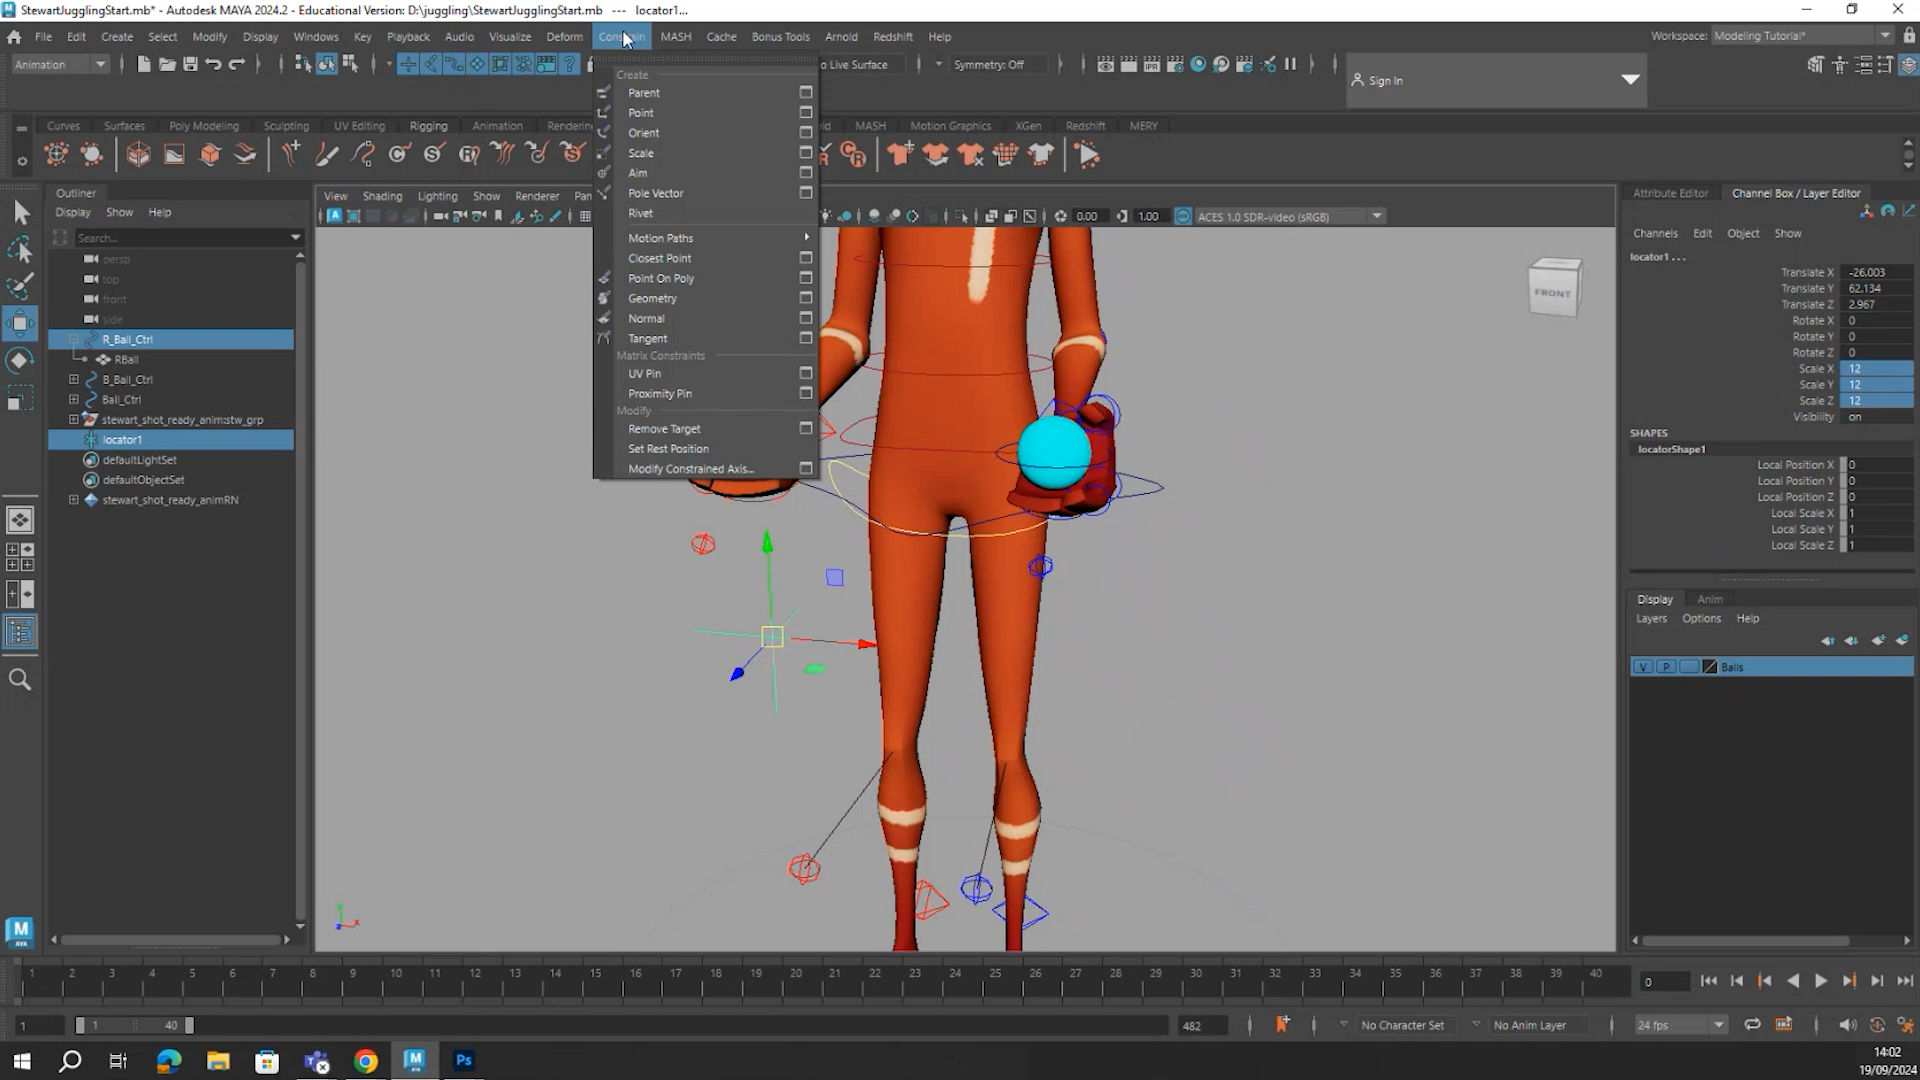 StewartJugglingStart.mb* - Autodesk MAYA 2024.2 - Educational Version: D:\juggling\StewartJugglingStart.mb --- locator1...
File Edit Create Select Modify Display Windows Key Playback Audio Visualize Deform Constrain MASH Cache Bonus Tools Arnold Redshift Help
Workspace: Modeling Tutorial*
Animation
o Live Surface
Symmetry: Off
Sign In
Curves Surfaces Poly Modeling Sculpting UV Editing Rigging Animation Rendering
MASH Motion Graphics XGen Redshift MERY
Create
Parent
Point
Orient
Scale
Aim
Pole Vector
Rivet
Motion Paths
Closest Point
Point On Poly
Geometry
Normal
Tangent
Matrix Constraints
UV Pin
Proximity Pin
Modify
Remove Target
Set Rest Position
Modify Constrained Axis...
Outliner
Display Show Help
Search...
persp
top
front
side
R_Ball_Ctrl
RBall
B_Ball_Ctrl
Ball_Ctrl
stewart_shot_ready_anim:stw_grp
locator1
defaultLightSet
defaultObjectSet
stewart_shot_ready_animRN
View Shading Lighting Show Renderer Pan
0.00 1.00 ACES 1.0 SDR-video (sRGB)
FRONT
Attribute Editor Channel Box / Layer Editor
Channels Edit Object Show
locator1 . . .
Translate X -26.003
Translate Y 62.134
Translate Z 2.967
Rotate X 0
Rotate Y 0
Rotate Z 0
Scale X 12
Scale Y 12
Scale Z 12
Visibility on
SHAPES
locatorShape1
Local Position X 0
Local Position Y 0
Local Position Z 0
Local Scale X 1
Local Scale Y 1
Local Scale Z 1
Display Anim
Layers Options Help
V P Balls
1 2 3 4 5 6 7 8 9 10 11 12 13 14 15 16 17 18 19 20 21 22 23 24 25 26 27 28 29 30 31 32 33 34 35 36 37 38 39 40
0
1 1 40 482 No Character Set No Anim Layer 24 fps
14:02
19/09/2024